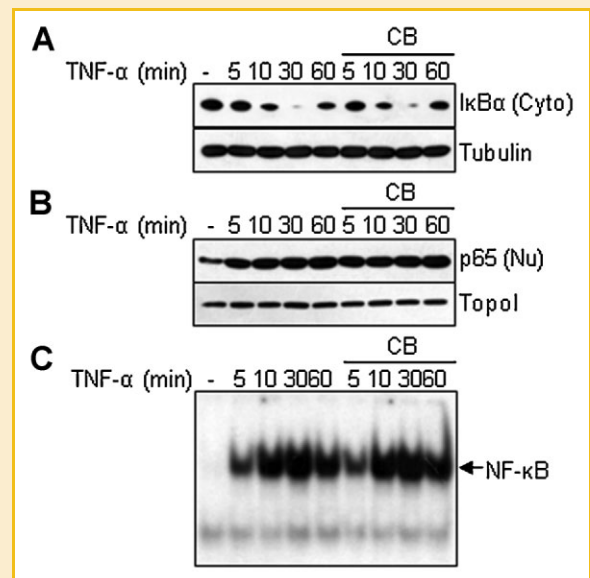 A
CB
TNF-α (min) - 5 10 30 60 5 10 30 60
IκBα (Cyto)
Tubulin
B
CB
TNF-α (min) - 5 10 30 60 5 10 30 60
p65 (Nu)
TopoI
C
CB
TNF-α (min) - 5 10 3060 5 10 3060
NF-κB